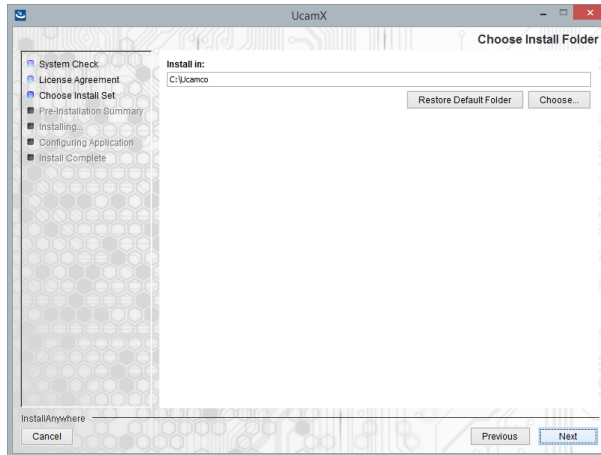 UcamX
Choose Install Folder
System Check
License Agreement
Choose Install Set
Pre-Installation Summary
Installing...
Configuring Application
Install Complete
Install in:
C:\Ucamco
Restore Default Folder
Choose...
InstallAnywhere
Cancel
Previous
Next